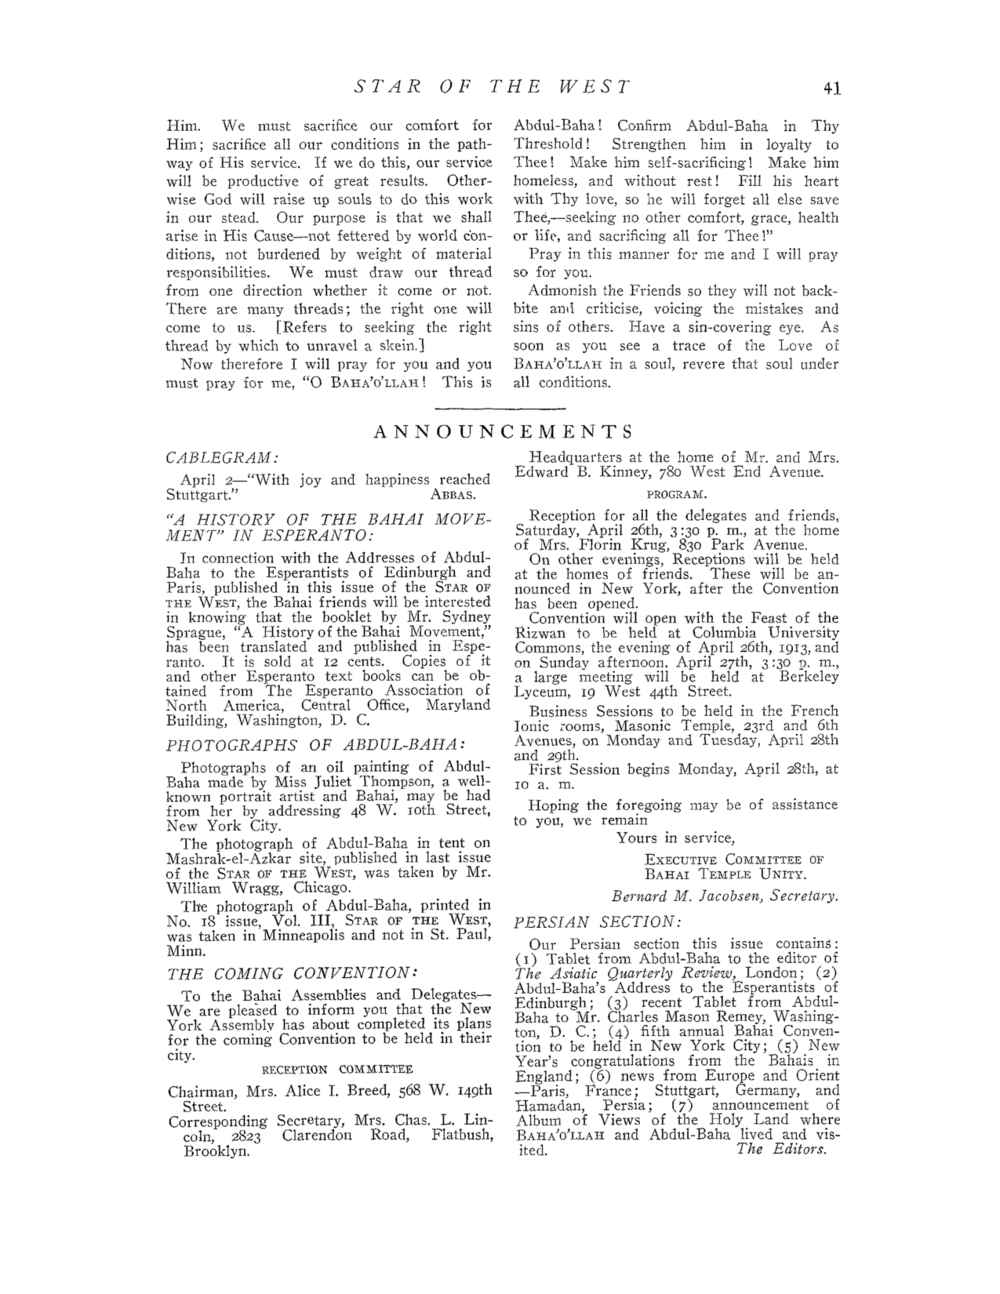 STAR OF THE WEST 41
Him. We must sacrifice our comfort for
Him; sacrifice all our conditions in the path-
way of His service. If we do this, our service
will be productive of great results. Other-
wise God will raise up souls to do this work
in our stead. Our purpose is that we shall
arise in His Cause—not fettered by world con-
ditions, not burdened by weight of material
responsibilities. We must draw our thread
from one direction whether it come or not.
There are many threads; the right one will
come to us. [Refers to seeking the right
thread by which to unravel a skein.]
Now therefore I will pray for you and you
must pray for me, "O BAHA'O'LLAH! This is
Abdul-Baha! Confirm Abdul-Baha in Thy
Threshold! Strengthen him in loyalty to
Thee! Make him self-sacrificing! Make him
homeless, and without rest! Fill his heart
with Thy love, so he will forget all else save
Thee,—seeking no other comfort, grace, health
or life, and sacrificing all for Thee!"
Pray in this manner for me and I will pray
so for you.
Admonish the Friends so they will not back-
bite and criticise, voicing the mistakes and
sins of others. Have a sin-covering eye. As
soon as you see a trace of the Love of
BAHA'O'LLAH in a soul, revere that soul under
all conditions.
ANNOUNCEMENTS
CABLEGRAM:
April 2—"With joy and happiness reached
Stuttgart." ABBAS.
"A HISTORY OF THE BAHAI MOVE-
MENT" IN ESPERANTO:
In connection with the Addresses of Abdul-
Baha to the Esperantists of Edinburgh and
Paris, published in this issue of the STAR OF
THE WEST, the Bahai friends will be interested
in knowing that the booklet by Mr. Sydney
Sprague, "A History of the Bahai Movement,"
has been translated and published in Espe-
ranto. It is sold at 12 cents. Copies of it
and other Esperanto text books can be ob-
tained from The Esperanto Association of
North America, Central Office, Maryland
Building, Washington, D. C.
PHOTOGRAPHS OF ABDUL-BAHA:
Photographs of an oil painting of Abdul-
Baha made by Miss Juliet Thompson, a well-
known portrait artist and Bahai, may be had
from her by addressing 48 W. 10th Street,
New York City.
The photograph of Abdul-Baha in tent on
Mashrak-el-Azkar site, published in last issue
of the STAR OF THE WEST, was taken by Mr.
William Wragg, Chicago.
The photograph of Abdul-Baha, printed in
No. 18 issue, Vol. III, STAR OF THE WEST,
was taken in Minneapolis and not in St. Paul,
Minn.
THE COMING CONVENTION:
To the Bahai Assemblies and Delegates—
We are pleased to inform you that the New
York Assembly has about completed its plans
for the coming Convention to be held in their
city.
RECEPTION COMMITTEE
Chairman, Mrs. Alice I. Breed, 568 W. 149th
Street.
Corresponding Secretary, Mrs. Chas. L. Lin-
coln, 2823 Clarendon Road, Flatbush,
Brooklyn.
Headquarters at the home of Mr. and Mrs.
Edward B. Kinney, 780 West End Avenue.
PROGRAM.
Reception for all the delegates and friends,
Saturday, April 26th, 3:30 p. m., at the home
of Mrs. Florin Krug, 830 Park Avenue.
On other evenings, Receptions will be held
at the homes of friends. These will be an-
nounced in New York, after the Convention
has been opened.
Convention will open with the Feast of the
Rizwan to be held at Columbia University
Commons, the evening of April 26th, 1913, and
on Sunday afternoon, April 27th, 3:30 p. m.,
a large meeting will be held at Berkeley
Lyceum, 19 West 44th Street.
Business Sessions to be held in the French
Ionic rooms, Masonic Temple, 23rd and 6th
Avenues, on Monday and Tuesday, April 28th
and 29th.
First Session begins Monday, April 28th, at
10 a. m.
Hoping the foregoing may be of assistance
to you, we remain
Yours in service,
EXECUTIVE COMMITTEE OF
BAHAI TEMPLE UNITY.
Bernard M. Jacobsen, Secretary.
PERSIAN SECTION:
Our Persian section this issue contains:
(1) Tablet from Abdul-Baha to the editor of
The Asiatic Quarterly Review, London; (2)
Abdul-Baha's Address to the Esperantists of
Edinburgh; (3) recent Tablet from Abdul-
Baha to Mr. Charles Mason Remey, Washing-
ton, D. C.; (4) fifth annual Bahai Conven-
tion to be held in New York City; (5) New
Year's congratulations from the Bahais in
England; (6) news from Europe and Orient
—Paris, France; Stuttgart, Germany, and
Hamadan, Persia; (7) announcement of
Album of Views of the Holy Land where
BAHA'O'LLAH and Abdul-Baha lived and vis-
ited. The Editors.